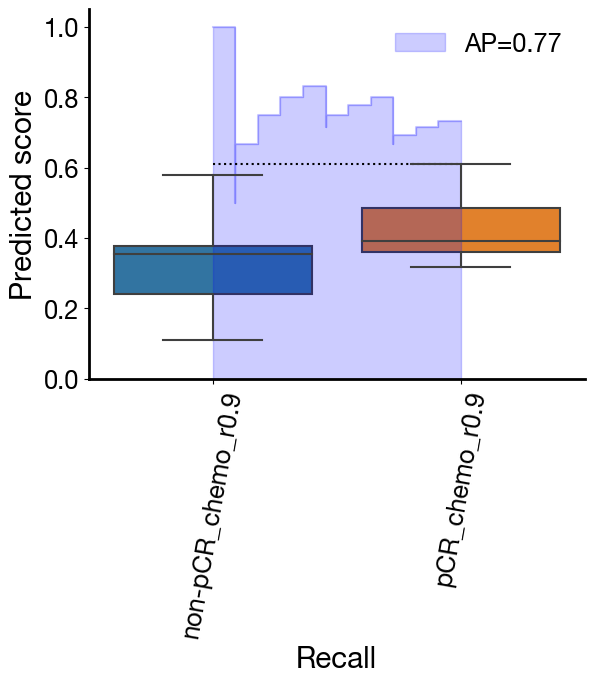 1.0
0.8
0.6
0.4
0.2
0.0
Predicted score
AP=0.77
non-pCR_chemo_r0.9
pCR_chemo_r0.9
Recall